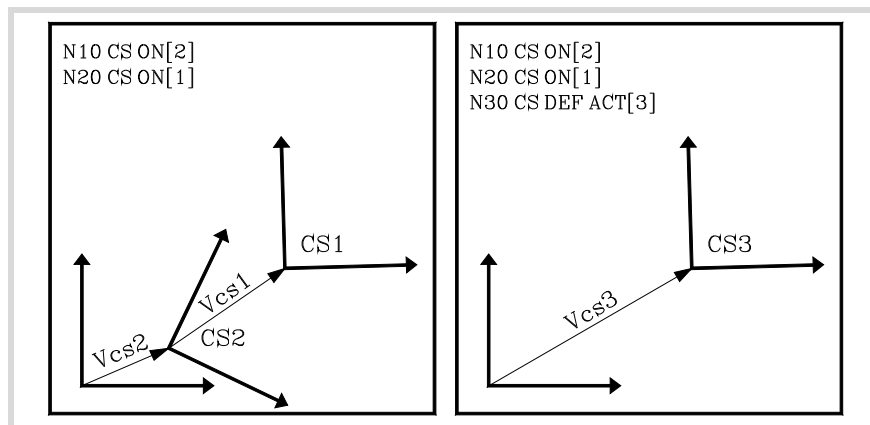 N10 CS ON[2]
N20 CS ON[1]
CS1
Vcs1
CS2
Vcs2
N10 CS ON[2]
N20 CS ON[1]
N30 CS DEF ACT[3]
CS3
Vcs3